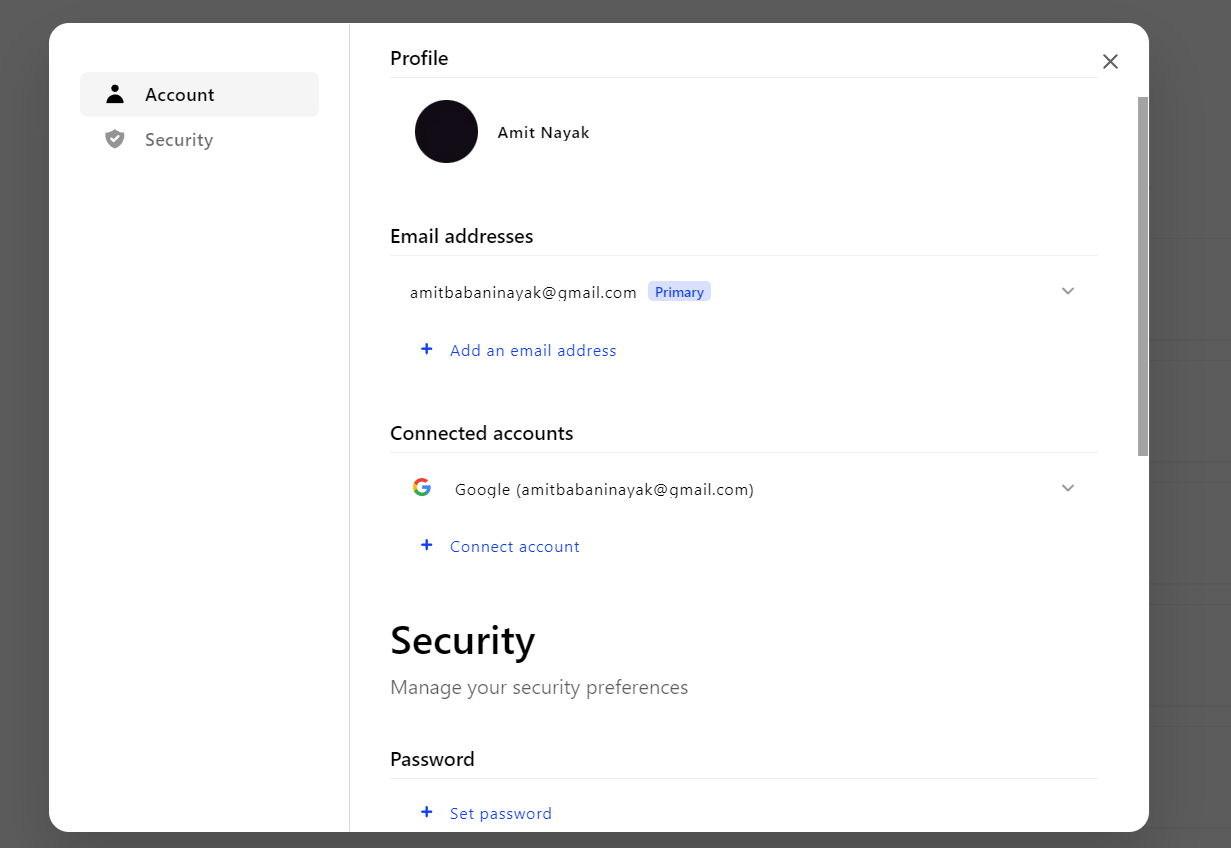 Account
Security
Profile
Amit Nayak
Email addresses
amitbabaninayak@gmail.com Primary
+ Add an email address
Connected accounts
Google (amitbabaninayak@gmail.com)
+ Connect account
Security
Manage your security preferences
Password
+ Set password